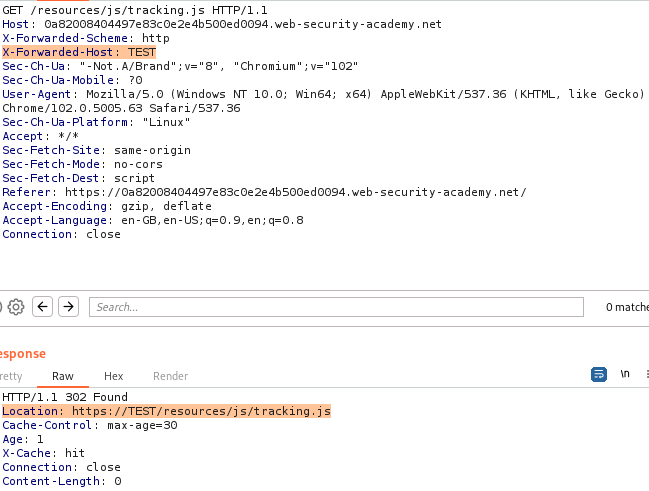 GET /resources/js/tracking.js HTTP/1.1
Host: 0a82008404497e83c0e2e4b500ed0094.web-security-academy.net
X-Forwarded-Scheme: http
X-Forwarded-Host: TEST
Sec-Ch-Ua: "-Not.A/Brand";v="8", "Chromium";v="102"
Sec-Ch-Ua-Mobile: ?0
User-Agent: Mozilla/5.0 (Windows NT 10.0; Win64; x64) AppleWebKit/537.36 (KHTML, like Gecko)
Chrome/102.0.5005.63 Safari/537.36
Sec-Ch-Ua-Platform: "Linux"
Accept: */*
Sec-Fetch-Site: same-origin
Sec-Fetch-Mode: no-cors
Sec-Fetch-Dest: script
Referer: https://0a82008404497e83c0e2e4b500ed0094.web-security-academy.net/
Accept-Encoding: gzip, deflate
Accept-Language: en-GB,en-US;q=0.9,en;q=0.8
Connection: close
Search... 0 matche
esponse
retty Raw Hex Render \n
HTTP/1.1 302 Found
Location: https://TEST/resources/js/tracking.js
Cache-Control: max-age=30
Age: 1
X-Cache: hit
Connection: close
Content-Length: 0